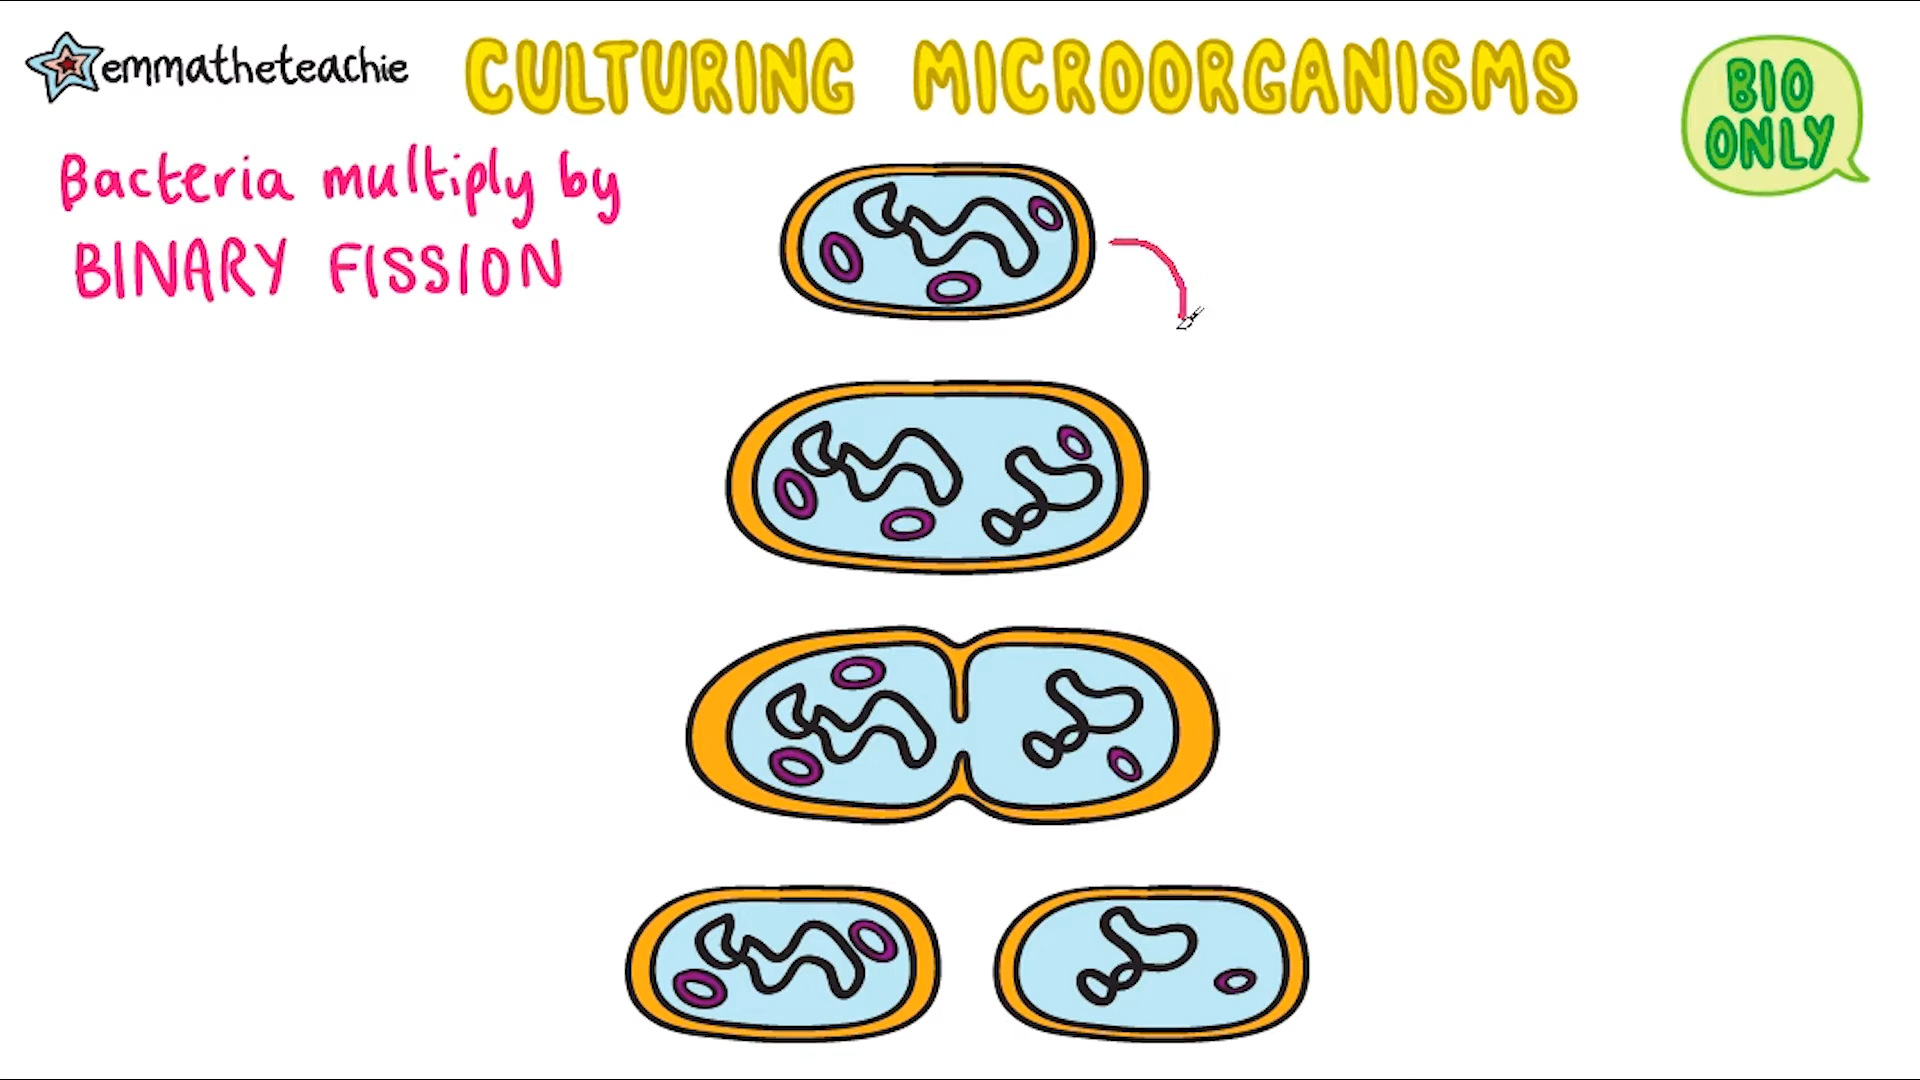 emmatheteachie
CULTURING MICROORGANISMS
BIO
ONLY
Bacteria multiply by
BINARY FISSION